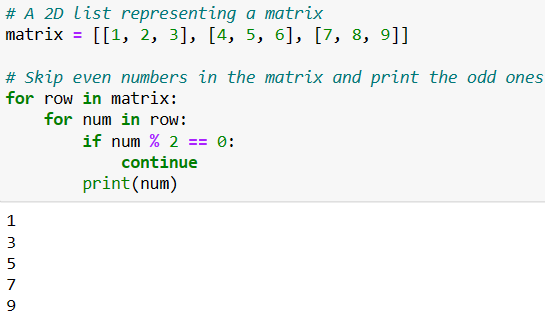 # A 2D list representing a matrix
matrix = [[1, 2, 3], [4, 5, 6], [7, 8, 9]]

# Skip even numbers in the matrix and print the odd ones
for row in matrix:
    for num in row:
        if num % 2 == 0:
            continue
        print(num)
1
3
5
7
9